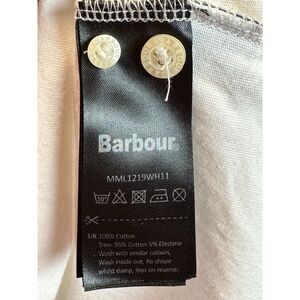 Barbour®
MML1219WH11
30°
UK 100% Cotton
Trim: 95% Cotton 5% Elastane
Wash with similar colours,
Wash inside out. Re-shape
whilst damp, Iron on reverse.